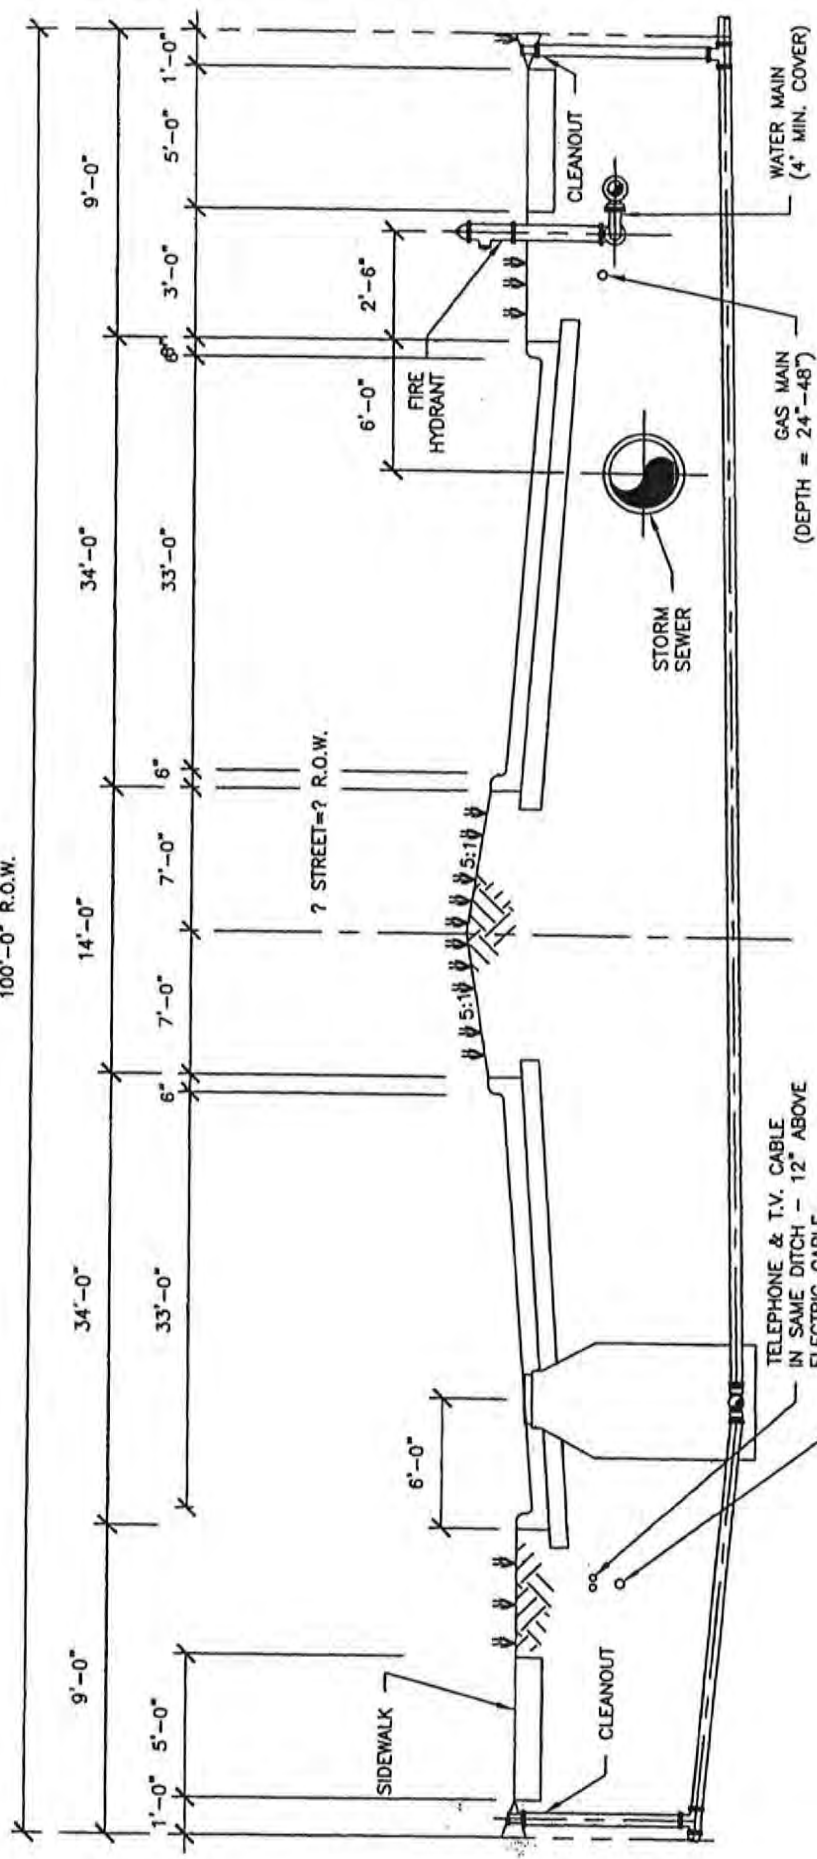 100'-0" R.O.W.
9'-0"
34'-0"
14'-0"
34'-0"
9'-0"
1'-0"
5'-0"
33'-0"
6"
7'-0"
7'-0"
6"
33'-0"
6"
3'-0"
5'-0"
1'-0"
? STREET=? R.O.W.
6'-0"
6'-0"
2'-6"
SIDEWALK
FIRE
HYDRANT
5:1
5:1
CLEANOUT
CLEANOUT
STORM
SEWER
TELEPHONE & T.V. CABLE
IN SAME DITCH - 12" ABOVE
ELECTRIC CABLE
GAS MAIN
(DEPTH = 24"-48")
WATER MAIN
(4' MIN. COVER)